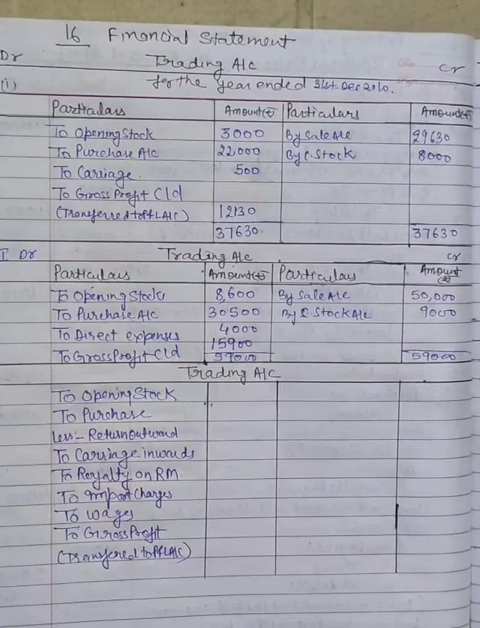 16 Financial Statement
Dr Trading A/c Cr
for the year ended 31st Dec 2010.
(i)
Particulars Amount(₹) Particulars Amount(₹)
To Opening Stock 3000 By Sale A/c 29630
To Purchase A/c 22,000 By C. Stock 8000
To Carriage 500
To Gross Profit C/d
(Transferred to P&L A/c) 12130
37630 37630
Dr Trading A/c Cr
Particulars Amount(₹) Particulars Amount(₹)
To Opening Stock 8,600 By Sale A/c 50,000
To Purchase A/c 30500 By C Stock A/c 9000
To Direct expenses 4000
To Gross Profit C/d 15900
59000 59000
Trading A/c
To Opening Stock
To Purchase
Less:- Return outward
To Carriage inwards
To Royalty on RM
To Import Charges
To Wages
To Gross Profit
(Transferred to P&L A/c)